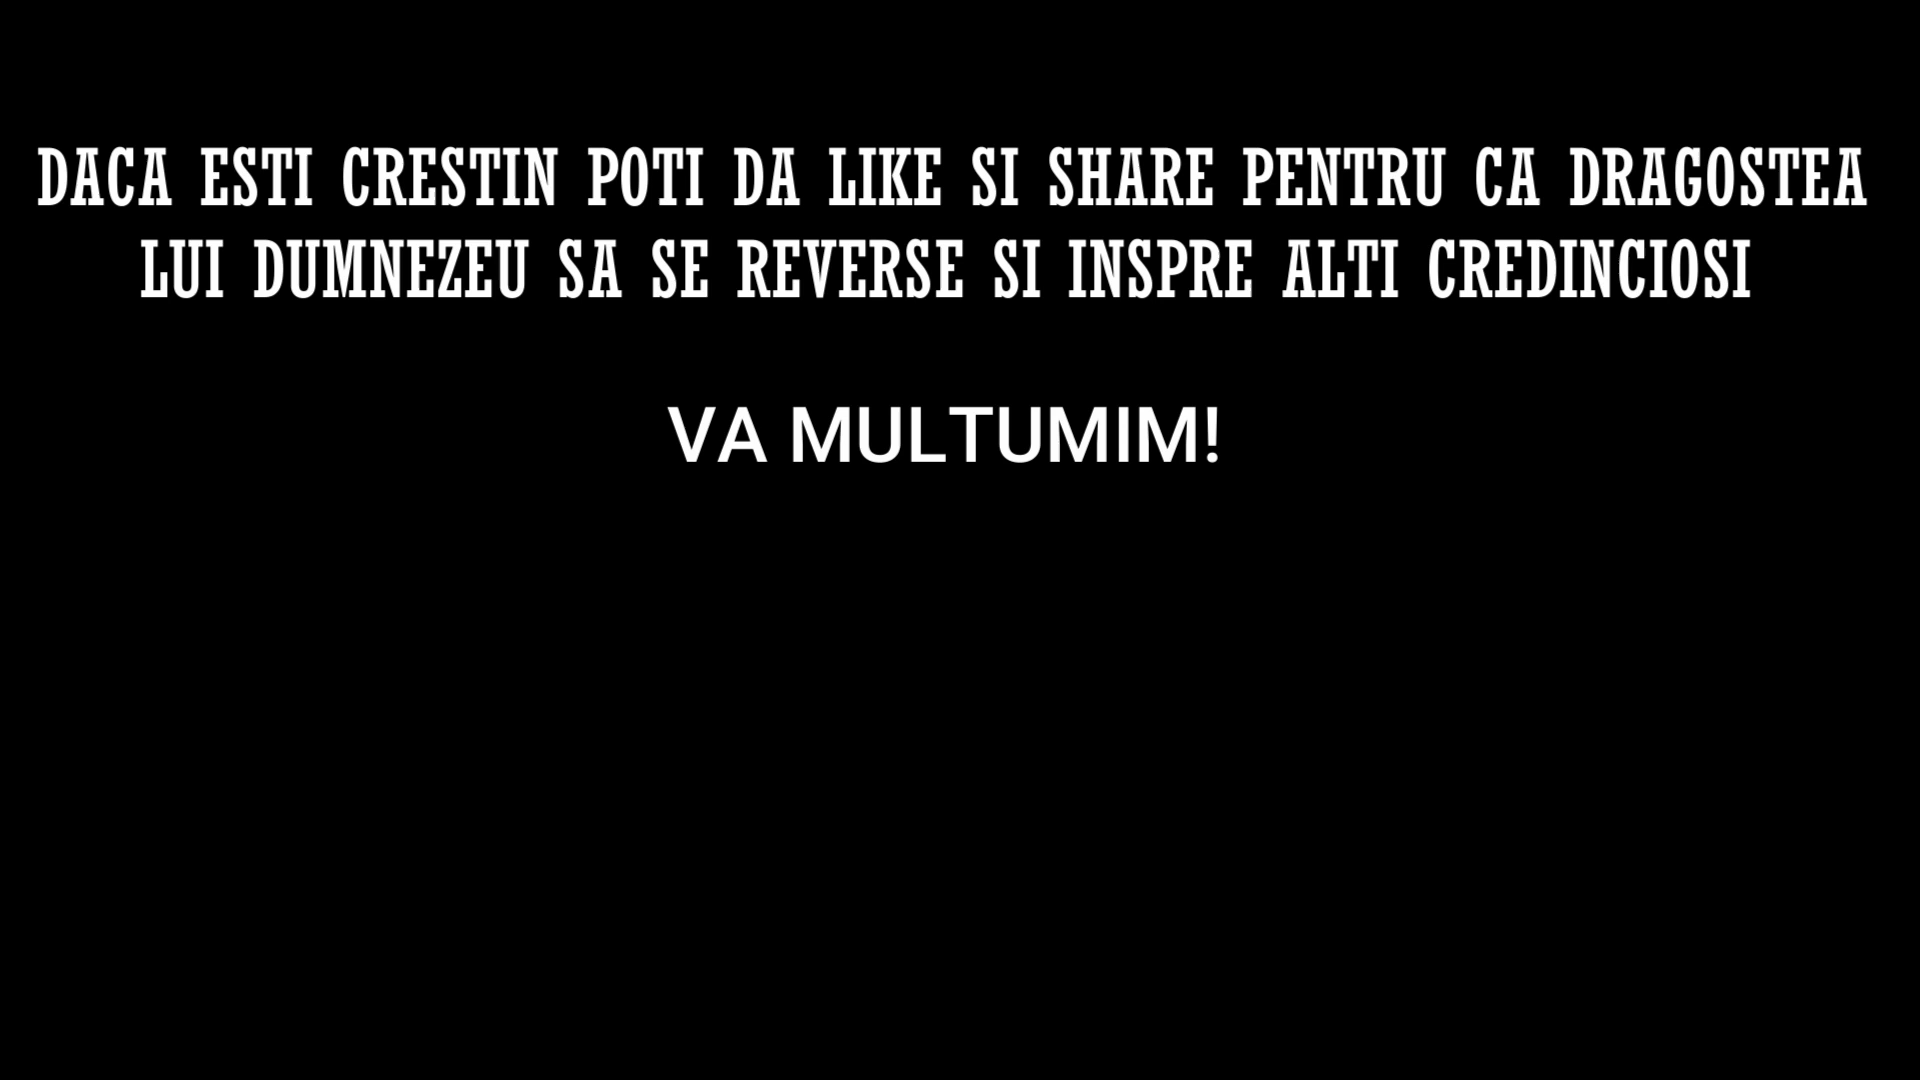 DACA ESTI CRESTIN POTI DA LIKE SI SHARE PENTRU CA DRAGOSTEA
LUI DUMNEZEU SA SE REVERSE SI INSPRE ALTI CREDINCIOSI
VA MULTUMIM!